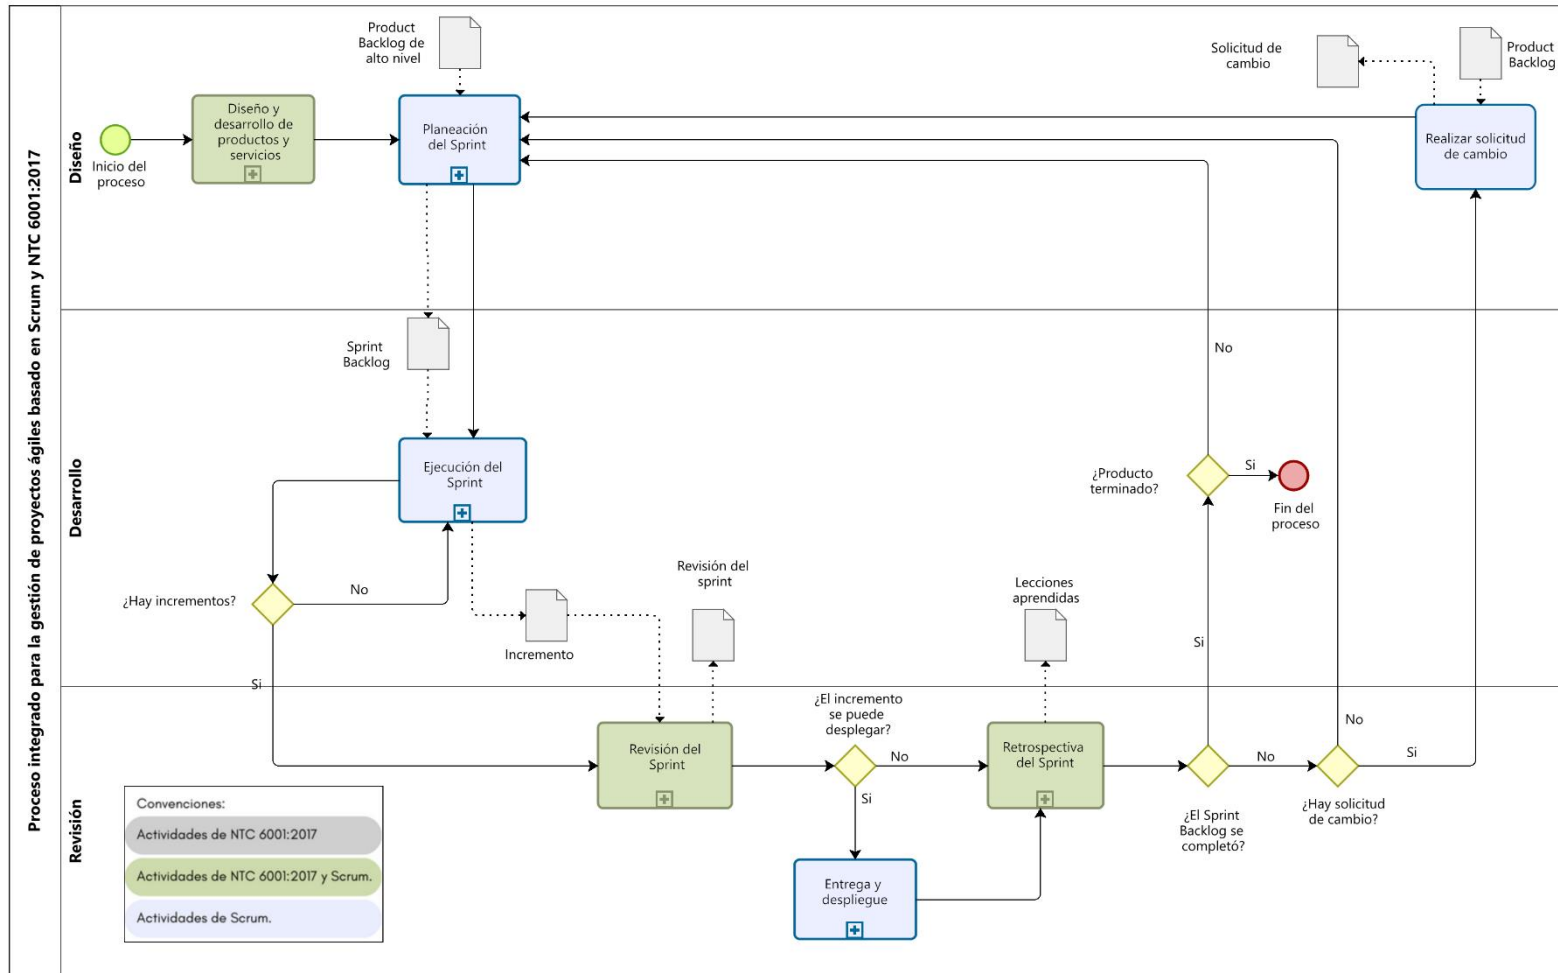 Proceso integrado para la gestión de proyectos ágiles basado en Scrum y NTC 6001:2017
Diseño
Inicio del
proceso
Diseño y
desarrollo de
productos y
servicios
Product
Backlog de
alto nivel
Planeación
del Sprint
Solicitud de
cambio
Product
Backlog
Realizar solicitud
de cambio
Desarrollo
Sprint
Backlog
Ejecución del
Sprint
¿Hay incrementos?
No
Si
Incremento
Revisión del
sprint
Lecciones
aprendidas
¿Producto
terminado?
No
Si
Fin del
proceso
Si
Revisión
Revisión del
Sprint
¿El incremento
se puede
desplegar?
No
Si
Entrega y
despliegue
Retrospectiva
del Sprint
¿El Sprint
Backlog se
completó?
No
¿Hay solicitud
de cambio?
No
Si
Convenciones:
Actividades de NTC 6001:2017
Actividades de NTC 6001:2017 y Scrum.
Actividades de Scrum.